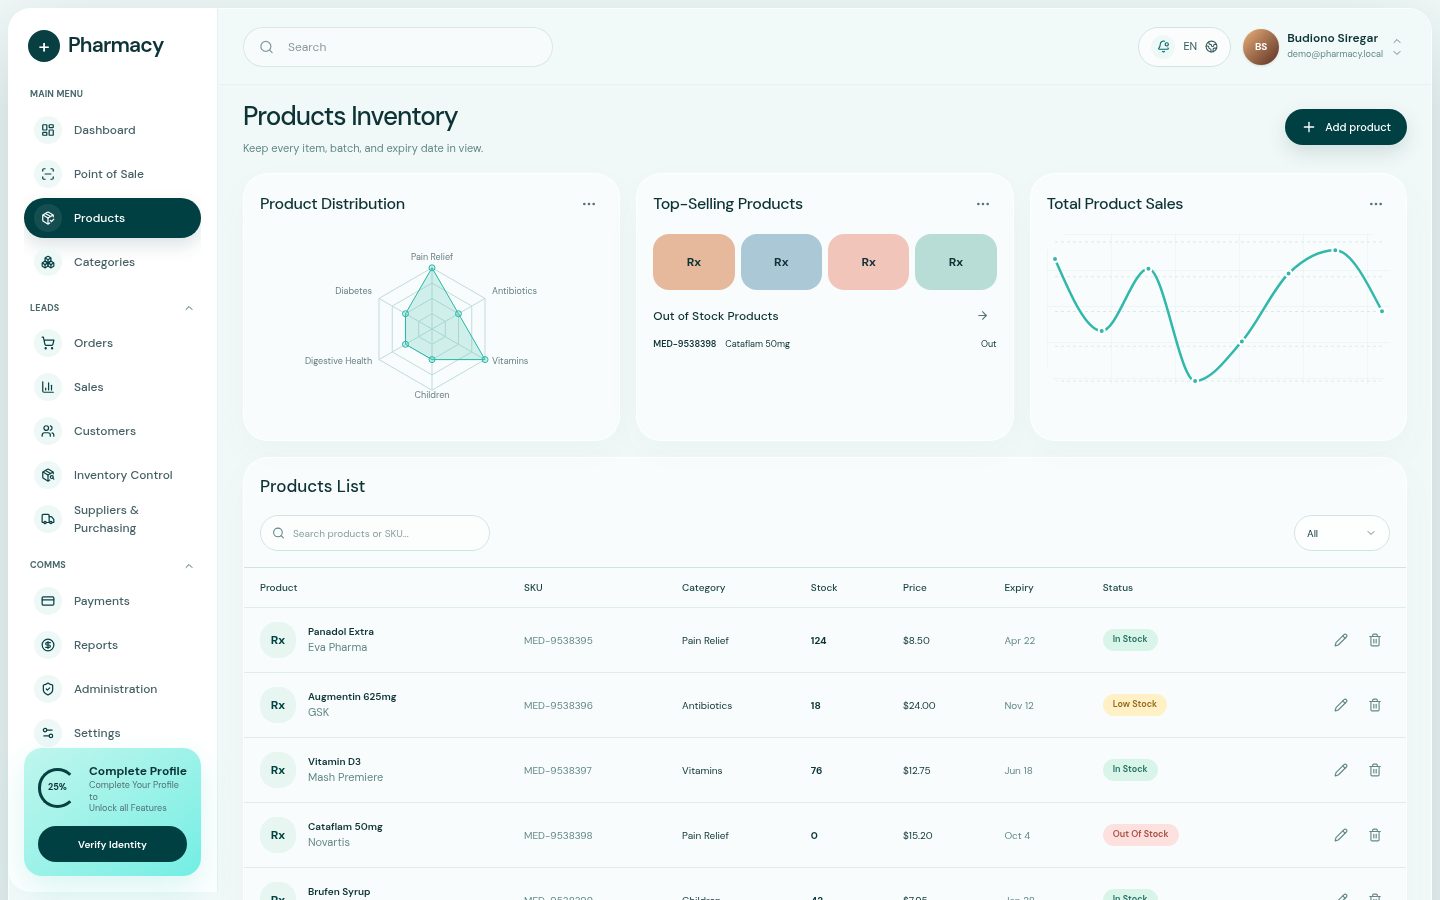 Pharmacy
MAIN MENU
Dashboard
Point of Sale
Products
Categories
LEADS
Orders
Sales
Customers
Inventory Control
Suppliers &
Purchasing
COMMS
Payments
Reports
Administration
Settings
25%
Complete Profile
Complete Your Profile
to
Unlock all Features
Verify Identity
Search
EN
BS
Budiono Siregar
demo@pharmacy.local
Products Inventory
Keep every item, batch, and expiry date in view.
Add product
Product Distribution
Pain Relief
Diabetes
Antibiotics
Digestive Health
Vitamins
Children
Top-Selling Products
Rx Rx Rx Rx
Out of Stock Products
MED-9538398 Cataflam 50mg Out
Total Product Sales
Products List
Search products or SKU...
All
Product SKU Category Stock Price Expiry Status
Rx Panadol Extra
Eva Pharma
MED-9538395 Pain Relief 124 $8.50 Apr 22 In Stock
Rx Augmentin 625mg
GSK
MED-9538396 Antibiotics 18 $24.00 Nov 12 Low Stock
Rx Vitamin D3
Mash Premiere
MED-9538397 Vitamins 76 $12.75 Jun 18 In Stock
Rx Cataflam 50mg
Novartis
MED-9538398 Pain Relief 0 $15.20 Oct 4 Out Of Stock
Rx Brufen Syrup
Children In Stock